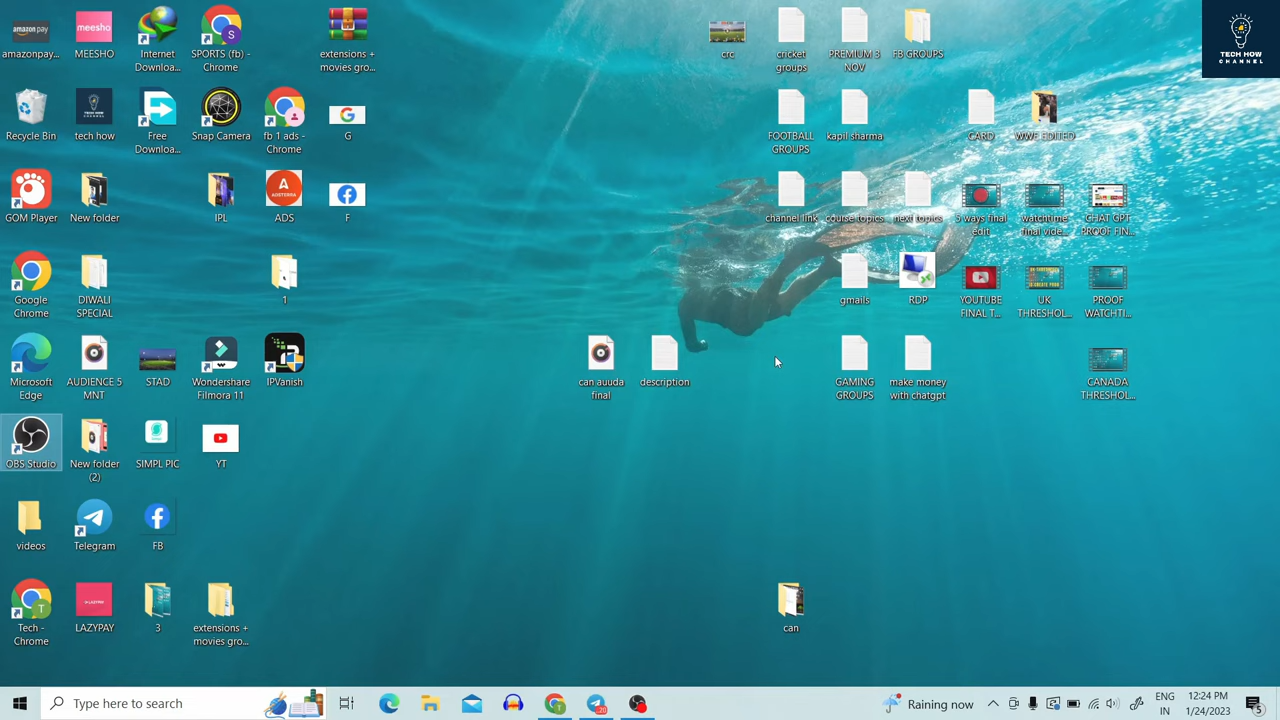 amazonpay...
MEESHO
Internet
Downloa...
SPORTS (fb) -
Chrome
extensions +
movies gro...
crc
cricket
groups
PREMIUM 3
NOV
FB GROUPS
TECH HOW
CHANNEL
Recycle Bin
tech how
Free
Downloa...
Snap Camera
fb 1 ads -
Chrome
G
FOOTBALL
GROUPS
kapil sharma
CARD
WWE EDITED
GOM Player
New folder
IPL
ADS
F
channel link
course topics
next topics
5 ways final
edit
watchtime
final vide...
CHAT GPT
PROOF FIN...
Google
Chrome
DIWALI
SPECIAL
1
gmails
RDP
YOUTUBE
FINAL T...
UK
THRESHOL...
PROOF
WATCHTI...
Microsoft
Edge
AUDIENCE 5
MNT
STAD
Wondershare
Filmora 11
IPVanish
can auuda
final
description
GAMING
GROUPS
make money
with chatgpt
CANADA
THRESHOL...
OBS Studio
New folder
(2)
SIMPL PIC
YT
videos
Telegram
FB
Tech -
Chrome
LAZYPAY
3
extensions +
movies gro...
can
Type here to search
Raining now
ENG
IN
12:24 PM
1/24/2023
5